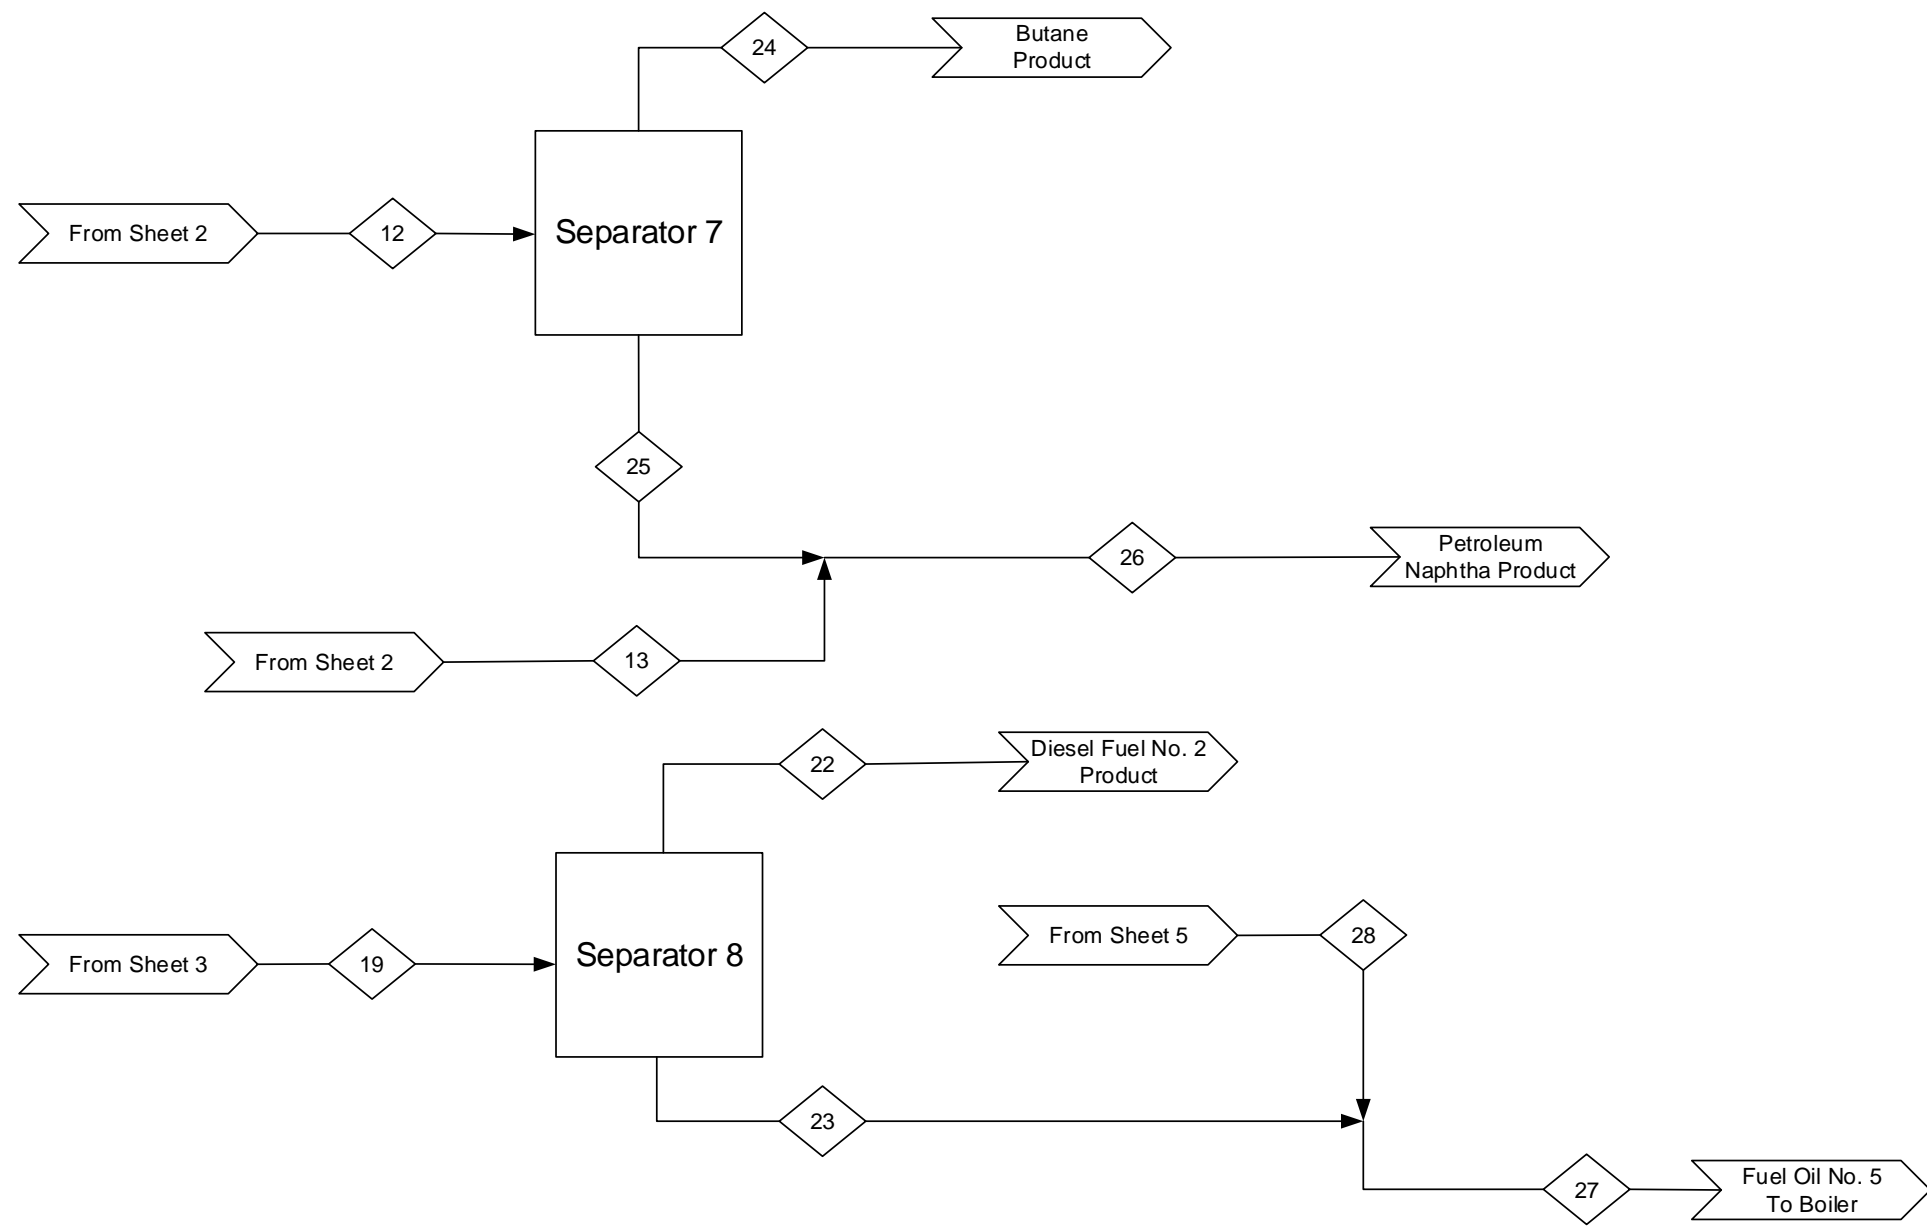 24
Butane
Product
From Sheet 2
12
Separator 7
25
26
Petroleum
Naphtha Product
From Sheet 2
13
22
Diesel Fuel No. 2
Product
From Sheet 3
19
Separator 8
From Sheet 5
28
23
27
Fuel Oil No. 5
To Boiler